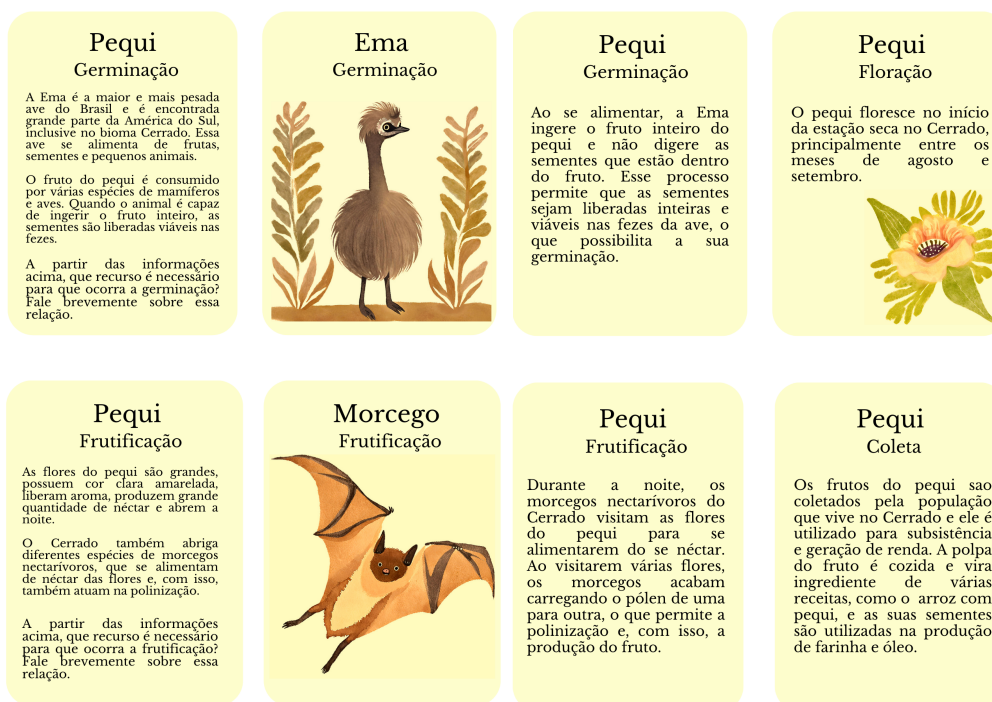 Pequi
Germinação
A Ema é a maior e mais pesada
ave do Brasil e é encontrada
grande parte da América do Sul,
inclusive no bioma Cerrado. Essa
ave se alimenta de frutas,
sementes e pequenos animais.
O fruto do pequi é consumido
por várias espécies de mamíferos
e aves. Quando o animal é capaz
de ingerir o fruto inteiro, as
sementes são liberadas viáveis nas
fezes.
A partir das informações
acima, que recurso é necessário
para que ocorra a germinação?
Fale brevemente sobre essa
relação.
Ema
Germinação
Pequi
Germinação
Ao se alimentar, a Ema
ingere o fruto inteiro do
pequi e não digere as
sementes que estão dentro
do fruto. Esse processo
permite que as sementes
sejam liberadas inteiras e
viáveis nas fezes da ave, o
que possibilita a sua
germinação.
Pequi
Floração
O pequi floresce no início
da estação seca no Cerrado,
principalmente entre os
meses de agosto e
setembro.
Pequi
Frutificação
As flores do pequi são grandes,
possuem cor clara amarelada,
liberam aroma, produzem grande
quantidade de néctar e abrem a
noite.
O Cerrado também abriga
diferentes espécies de morcegos
nectarívoros, que se alimentam
de néctar das flores e, com isso,
também atuam na polinização.
A partir das informações
acima, que recurso é necessário
para que ocorra a frutificação?
Fale brevemente sobre essa
relação.
Morcego
Frutificação
Pequi
Frutificação
Durante a noite, os
morcegos nectarívoros do
Cerrado visitam as flores
do pequi para se
alimentarem do se néctar.
Ao visitarem várias flores,
os morcegos acabam
carregando o pólen de uma
para outra, o que permite a
polinização e, com isso, a
produção do fruto.
Pequi
Coleta
Os frutos do pequi sao
coletados pela população
que vive no Cerrado e ele é
utilizado para subsistência
e geração de renda. A polpa
do fruto é cozida e vira
ingrediente de várias
receitas, como o arroz com
pequi, e as suas sementes
são utilizadas na produção
de farinha e óleo.